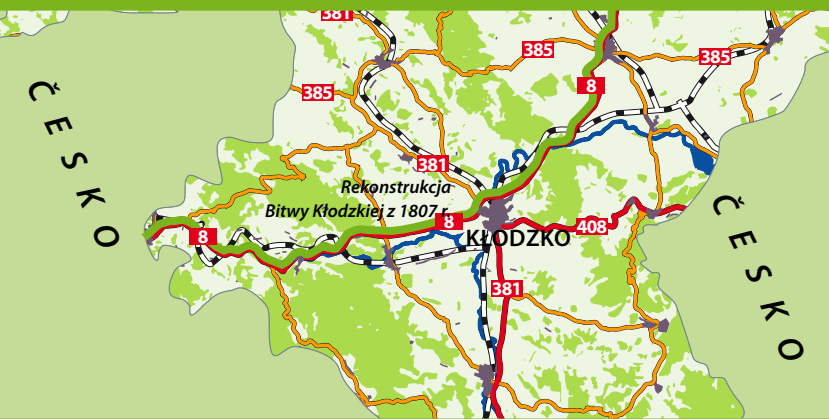 381
385
385
8
385
ČESKO
381
Rekonstrukcja
Bitwy Kłodzkiej z 1807 r.
8
408
8
KŁODZKO
ČESKO
381